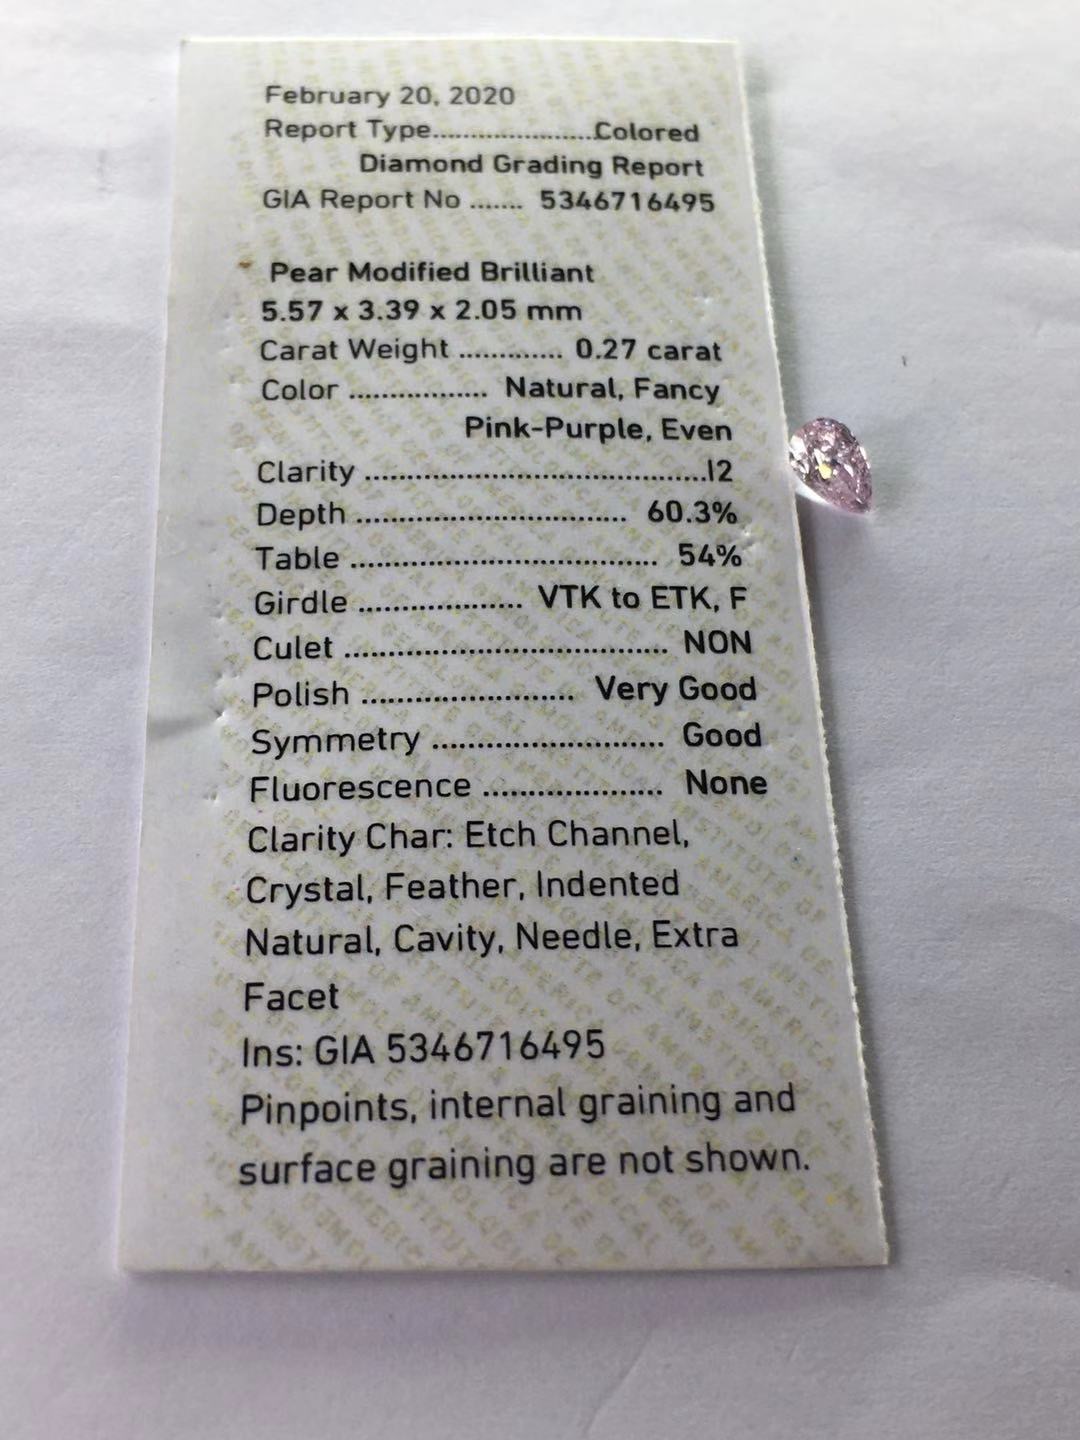 February 20, 2020
Report Type......................Colored
Diamond Grading Report
GIA Report No ....... 5346716495
Pear Modified Brilliant
5.57 x 3.39 x 2.05 mm
Carat Weight ............. 0.27 carat
Color ................. Natural, Fancy
Pink-Purple, Even
Clarity ..........................................I2
Depth ................................. 60.3%
Table ..................................... 54%
Girdle .................... VTK to ETK, F
Culet ....................................... NON
Polish .......................... Very Good
Symmetry ............................ Good
Fluorescence ..................... None
Clarity Char: Etch Channel,
Crystal, Feather, Indented
Natural, Cavity, Needle, Extra
Facet
Ins: GIA 5346716495
Pinpoints, internal graining and
surface graining are not shown.